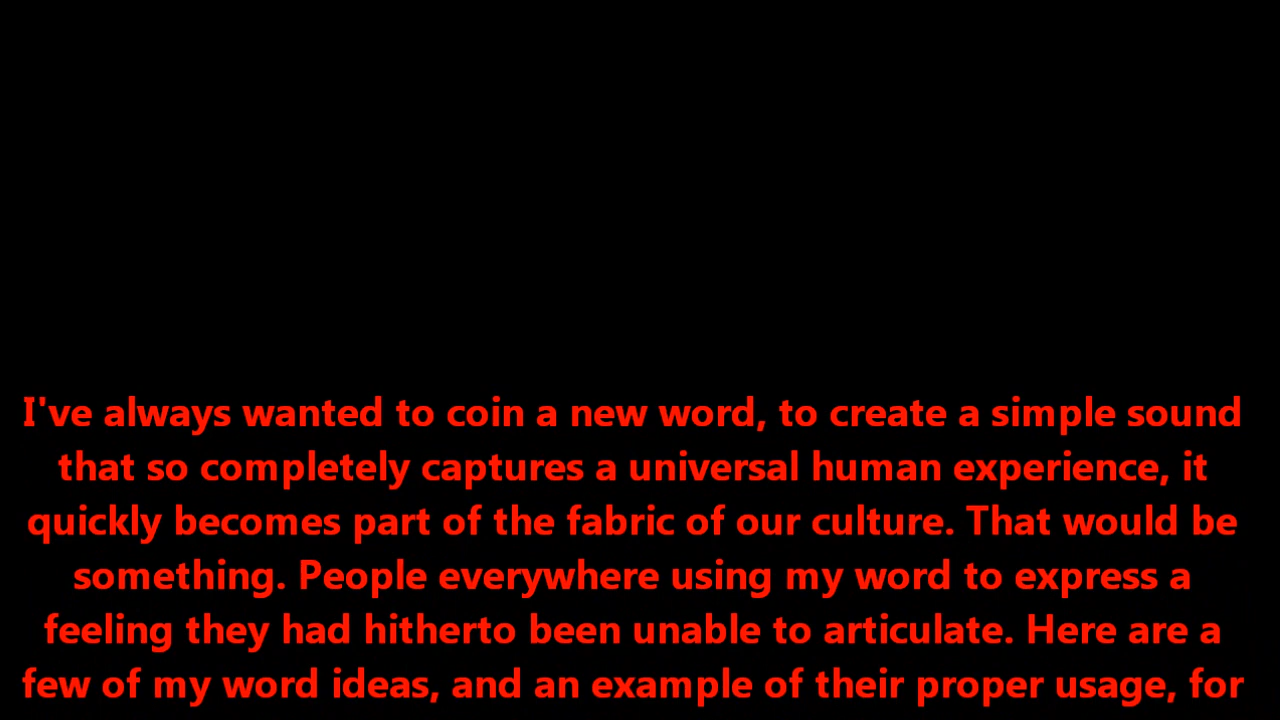 I've always wanted to coin a new word, to create a simple sound
that so completely captures a universal human experience, it
quickly becomes part of the fabric of our culture. That would be
something. People everywhere using my word to express a
feeling they had hitherto been unable to articulate. Here are a
few of my word ideas, and an example of their proper usage, for